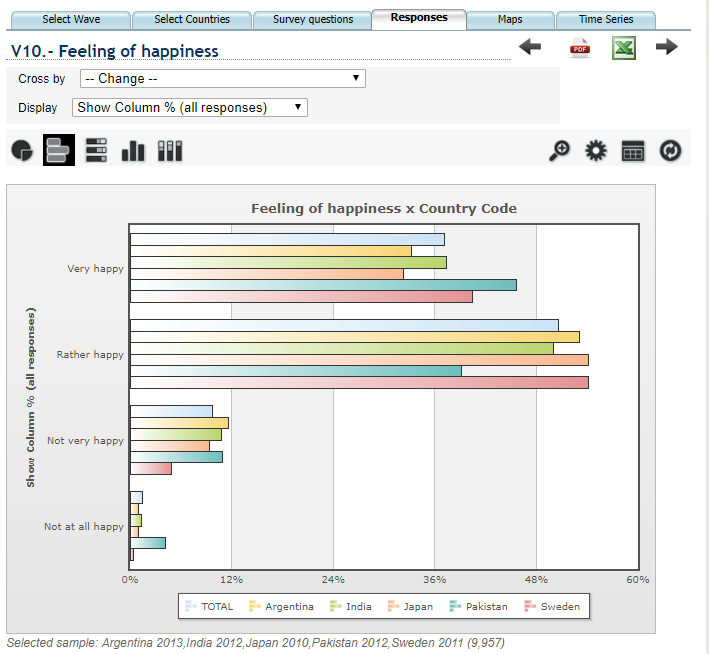 Select Wave Select Countries Survey questions Responses Maps Time Series
V10.- Feeling of happiness
PDF
Cross by -- Change --
Display Show Column % (all responses)
Feeling of happiness x Country Code
Show Column % (all responses)
Very happy
Rather happy
Not very happy
Not at all happy
0% 12% 24% 36% 48% 60%
TOTAL Argentina India Japan Pakistan Sweden
Selected sample: Argentina 2013,India 2012,Japan 2010,Pakistan 2012,Sweden 2011 (9,957)